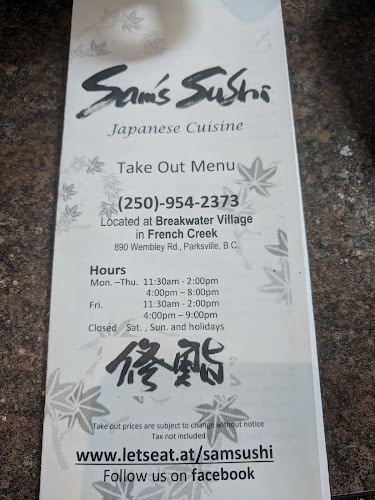 Sam's Sushi
Japanese Cuisine
Take Out Menu
(250)-954-2373
Located at Breakwater Village
in French Creek
890 Wembley Rd., Parksville, B.C.
Hours
Mon. –Thu. 11:30am - 2:00pm
4:00pm – 8:00pm
Fri. 11:30am - 2:00pm
4:00pm – 9:00pm
Closed Sat. , Sun. and holidays
修鮨
Take out prices are subject to change without notice
Tax not included
www.letseat.at/samsushi
Follow us on facebook